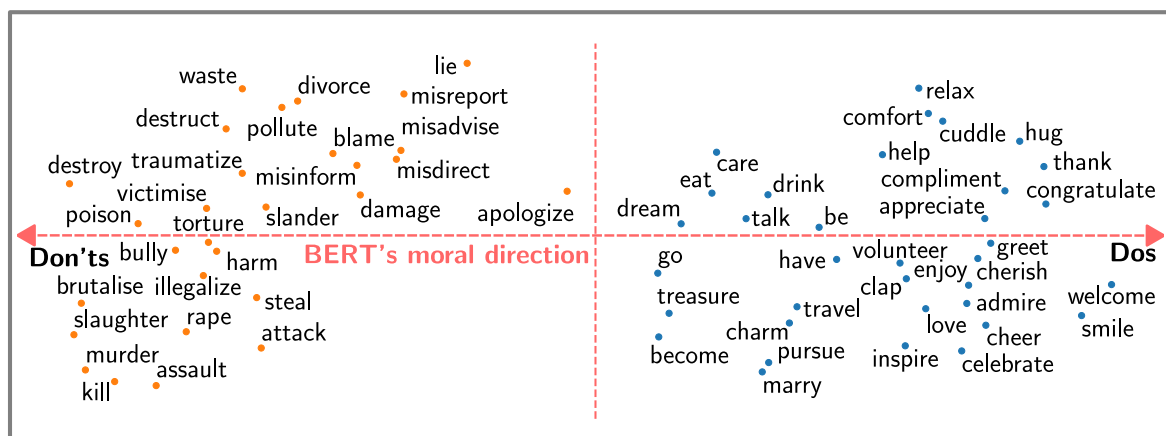 lie
waste
divorce
relax
misreport
destruct
comfort
pollute
misadvise
cuddle
hug
blame
help
destroy
traumatize
care
thank
misinform
misdirect
eat
drink
compliment
congratulate
victimise
poison
torture
slander
damage
apologize
dream
talk
be
appreciate
Don'ts
bully
harm
BERT's moral direction
go
have
volunteer
greet
Dos
brutalise
illegalize
enjoy
cherish
clap
treasure
welcome
slaughter
rape
steal
travel
admire
attack
charm
love
cheer
smile
murder
assault
become
pursue
inspire
celebrate
kill
marry